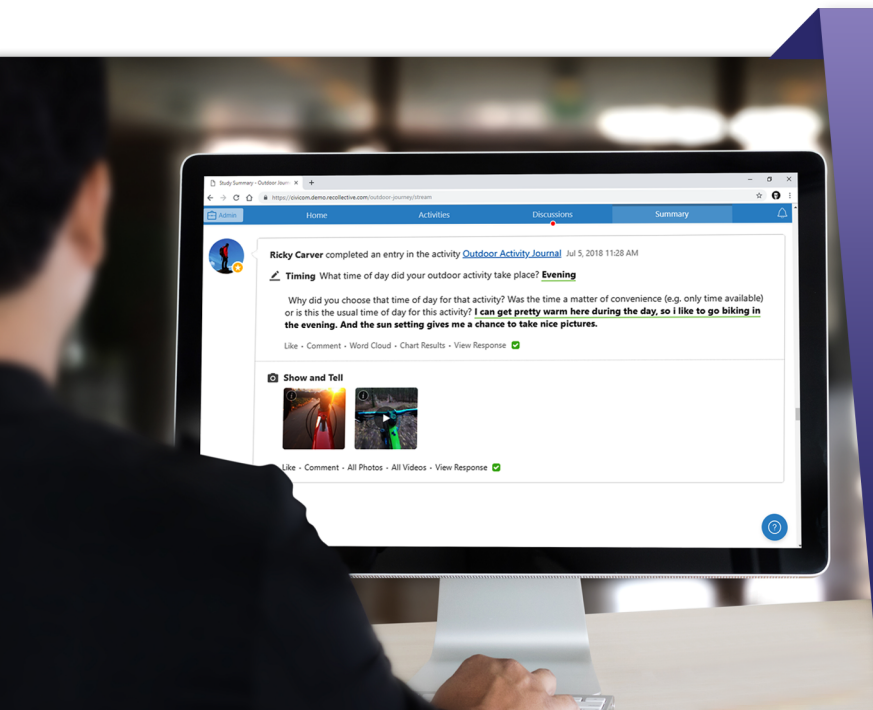 Study Summary - Outdoor Journ
https://civicom.demo.recollective.com/outdoor-journey/stream
Admin Home Activities Discussions Summary
Ricky Carver completed an entry in the activity Outdoor Activity Journal Jul 5, 2018 11:28 AM
Timing What time of day did your outdoor activity take place? Evening
Why did you choose that time of day for that activity? Was the time a matter of convenience (e.g. only time available)
or is this the usual time of day for this activity? I can get pretty warm here during the day, so i like to go biking in
the evening. And the sun setting gives me a chance to take nice pictures.
Like • Comment • Word Cloud • Chart Results • View Response
Show and Tell
Like • Comment • All Photos • All Videos • View Response